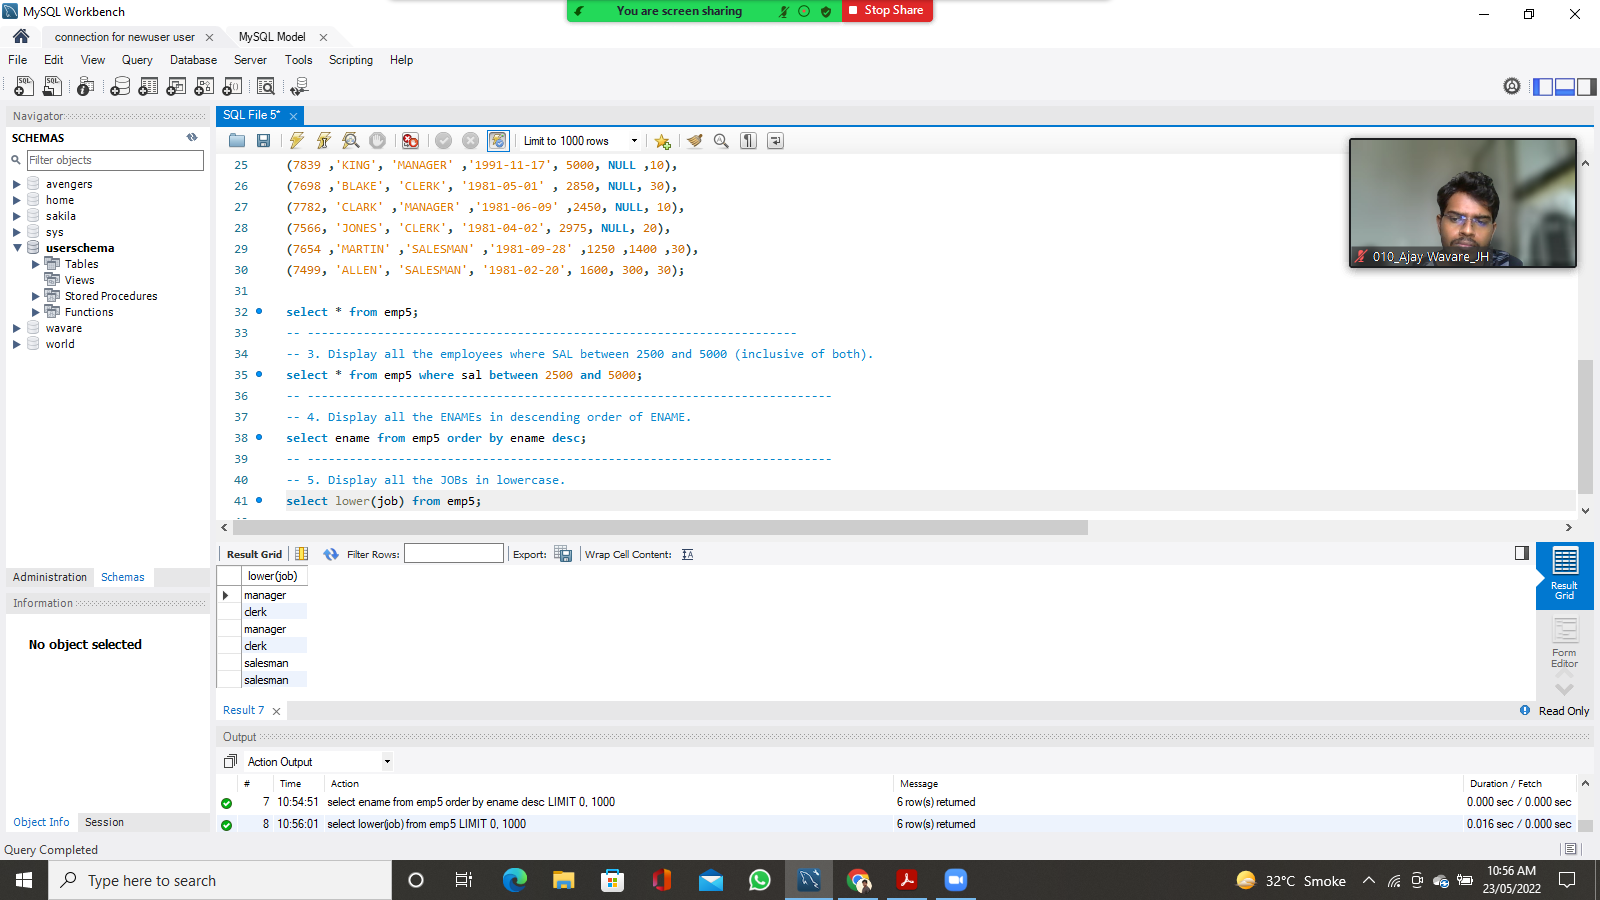 MySQL Workbench
You are screen sharing
Stop Share
connection for newuser user
MySQL Model
File Edit View Query Database Server Tools Scripting Help
Navigator
SCHEMAS
Filter objects
avengers
home
sakila
sys
userschema
Tables
Views
Stored Procedures
Functions
wavare
world
Administration Schemas
Information
No object selected
Object Info Session
Query Completed
SQL File 5*
Limit to 1000 rows
25 (7839 ,'KING', 'MANAGER' ,'1991-11-17', 5000, NULL ,10),
26 (7698 ,'BLAKE', 'CLERK', '1981-05-01' , 2850, NULL, 30),
27 (7782, 'CLARK' ,'MANAGER' ,'1981-06-09' ,2450, NULL, 10),
28 (7566, 'JONES', 'CLERK', '1981-04-02', 2975, NULL, 20),
29 (7654 ,'MARTIN' ,'SALESMAN' ,'1981-09-28' ,1250 ,1400 ,30),
30 (7499, 'ALLEN', 'SALESMAN', '1981-02-20', 1600, 300, 30);
31
32 select * from emp5;
33 -- ----------------------------------------------------------------------
34 -- 3. Display all the employees where SAL between 2500 and 5000 (inclusive of both).
35 select * from emp5 where sal between 2500 and 5000;
36 -- ---------------------------------------------------------------------------
37 -- 4. Display all the ENAMEs in descending order of ENAME.
38 select ename from emp5 order by ename desc;
39 -- ---------------------------------------------------------------------------
40 -- 5. Display all the JOBs in lowercase.
41 select lower(job) from emp5;
010_Ajay Wavare_JH
Result Grid Filter Rows: Export: Wrap Cell Content:
lower(job)
manager
clerk
manager
clerk
salesman
salesman
Result Grid
Form Editor
Result 7
Read Only
Output
Action Output
# Time Action Message Duration / Fetch
7 10:54:51 select ename from emp5 order by ename desc LIMIT 0, 1000 6 row(s) returned 0.000 sec / 0.000 sec
8 10:56:01 select lower(job) from emp5 LIMIT 0, 1000 6 row(s) returned 0.016 sec / 0.000 sec
Type here to search
32°C Smoke
10:56 AM
23/05/2022